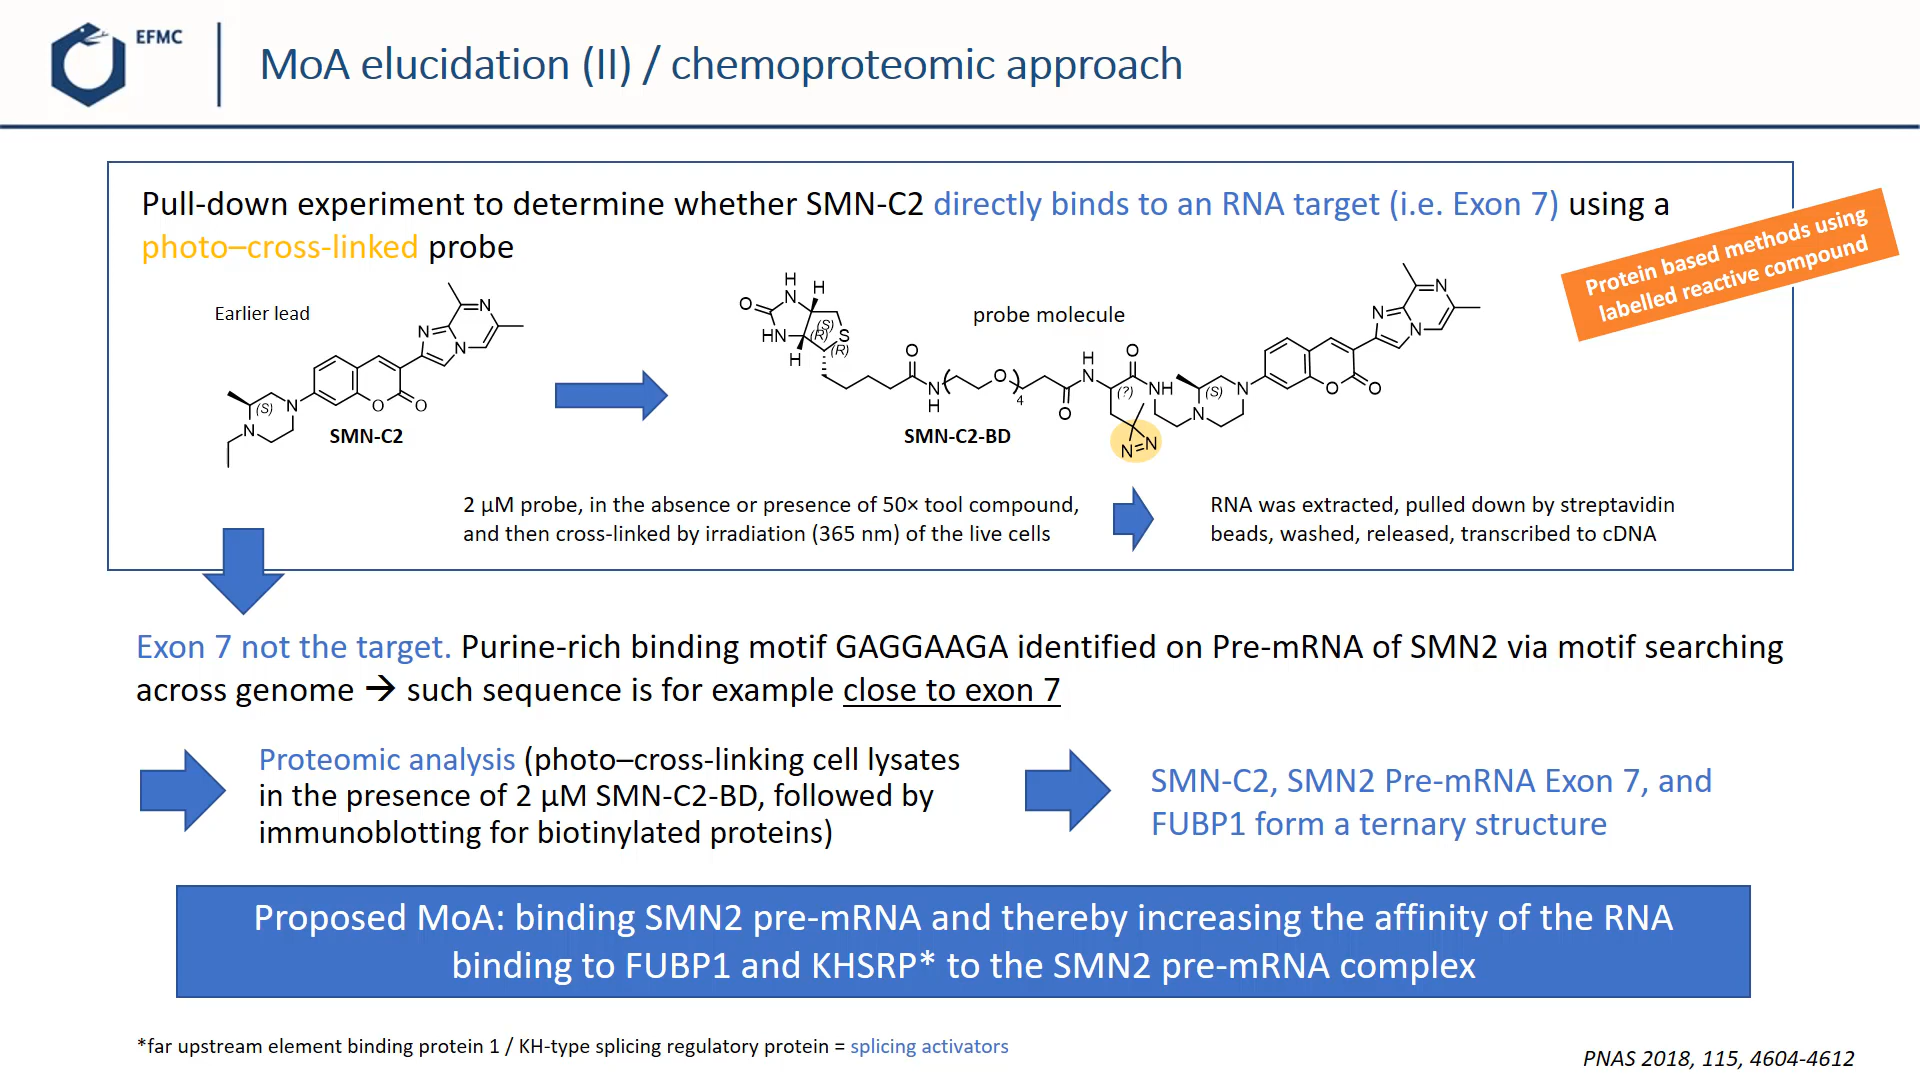 EFMC
MoA elucidation (II) / chemoproteomic approach
Pull-down experiment to determine whether SMN-C2 directly binds to an RNA target (i.e. Exon 7) using a
photo–cross-linked probe
Protein based methods using
labelled reactive compound
Earlier lead
N
N
N
N
O
O
(S)
N
SMN-C2
probe molecule
H
N
H
O
HN
S
(S)
(R)
(R)
H
O
N
H
O
4
O
H
N
O
(?)
NH
N=N
(S)
N
N
O
O
N
N
N
SMN-C2-BD
2 µM probe, in the absence or presence of 50× tool compound,
and then cross-linked by irradiation (365 nm) of the live cells
RNA was extracted, pulled down by streptavidin
beads, washed, released, transcribed to cDNA
Exon 7 not the target. Purine-rich binding motif GAGGAAGA identified on Pre-mRNA of SMN2 via motif searching
across genome → such sequence is for example close to exon 7
Proteomic analysis (photo–cross-linking cell lysates
in the presence of 2 µM SMN-C2-BD, followed by
immunoblotting for biotinylated proteins)
SMN-C2, SMN2 Pre-mRNA Exon 7, and
FUBP1 form a ternary structure
Proposed MoA: binding SMN2 pre-mRNA and thereby increasing the affinity of the RNA
binding to FUBP1 and KHSRP* to the SMN2 pre-mRNA complex
*far upstream element binding protein 1 / KH-type splicing regulatory protein = splicing activators
PNAS 2018, 115, 4604-4612